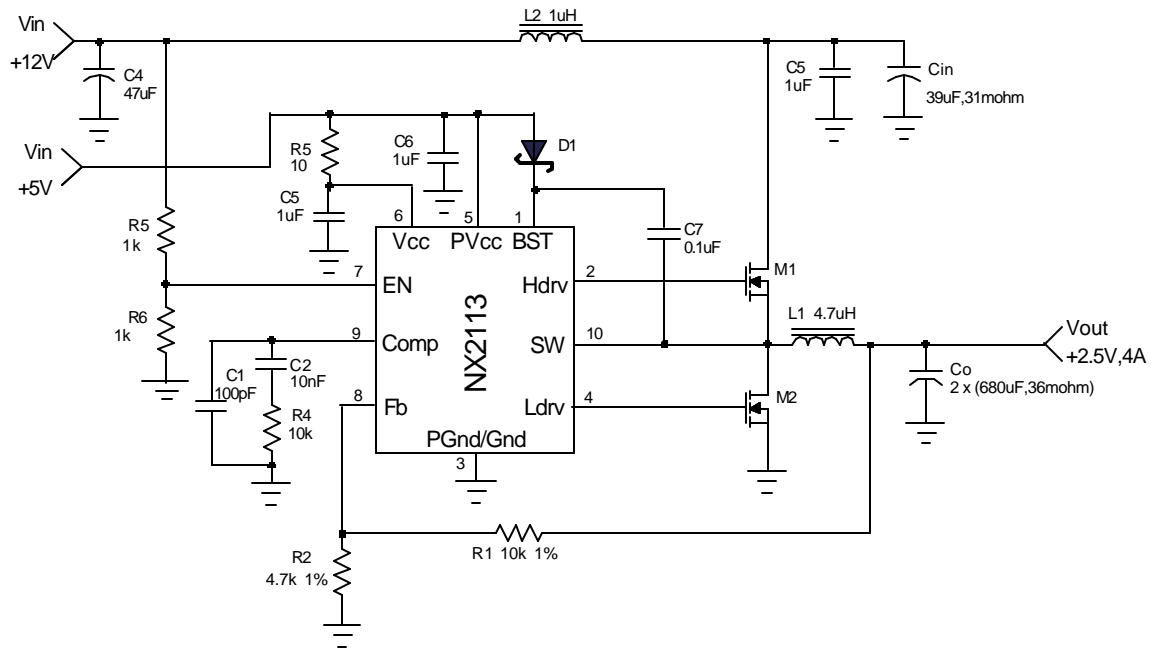 L2 1uH
Vin
+12V
C4
47uF
C5
1uF
Cin
39uF,31mohm
Vin
+5V
R5
10
C6
1uF
D1
C5
1uF
6
5
1
Vcc
PVcc
BST
C7
0.1uF
R5
1k
7
EN
Hdrv
2
M1
R6
1k
9
Comp
NX2113
SW
10
L1 4.7uH
Vout
+2.5V,4A
C1
100pF
C2
10nF
R4
10k
8
Fb
Ldrv
4
M2
Co
2 x (680uF,36mohm)
PGnd/Gnd
3
R1 10k 1%
R2
4.7k 1%